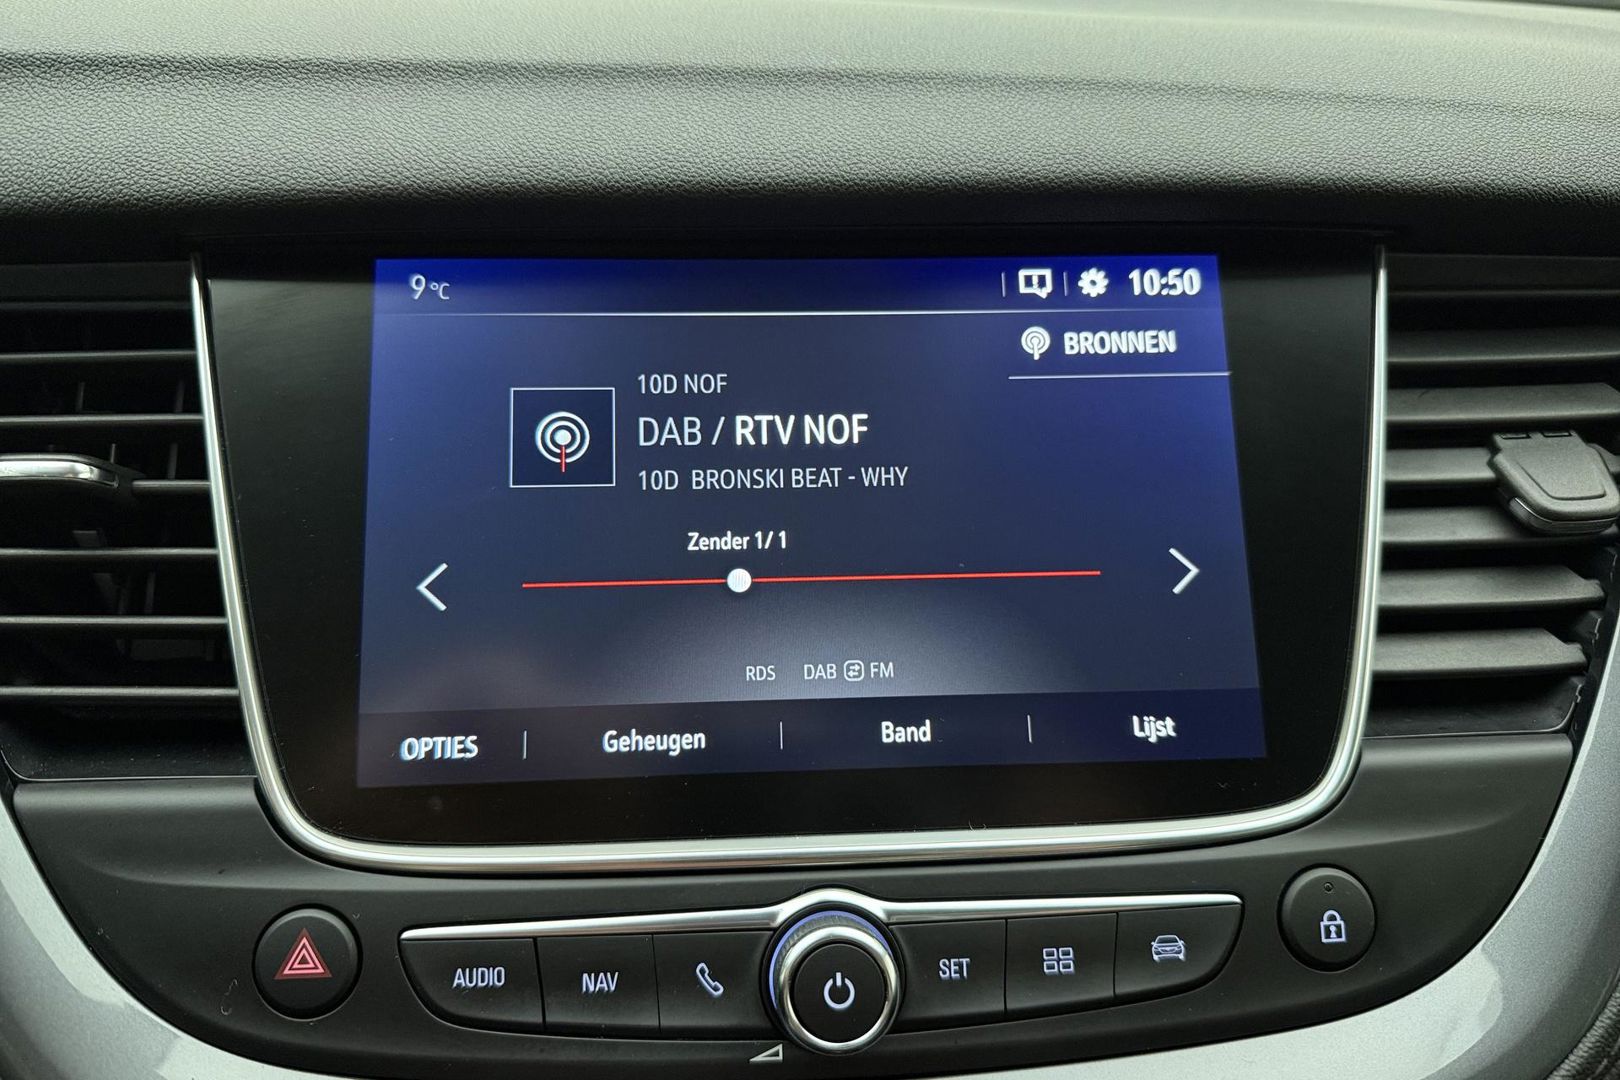 9 °C
10:50
BRONNEN
10D NOF
DAB / RTV NOF
10D BRONSKI BEAT - WHY
Zender 1/ 1
RDS DAB FM
OPTIES Geheugen Band Lijst
AUDIO NAV SET